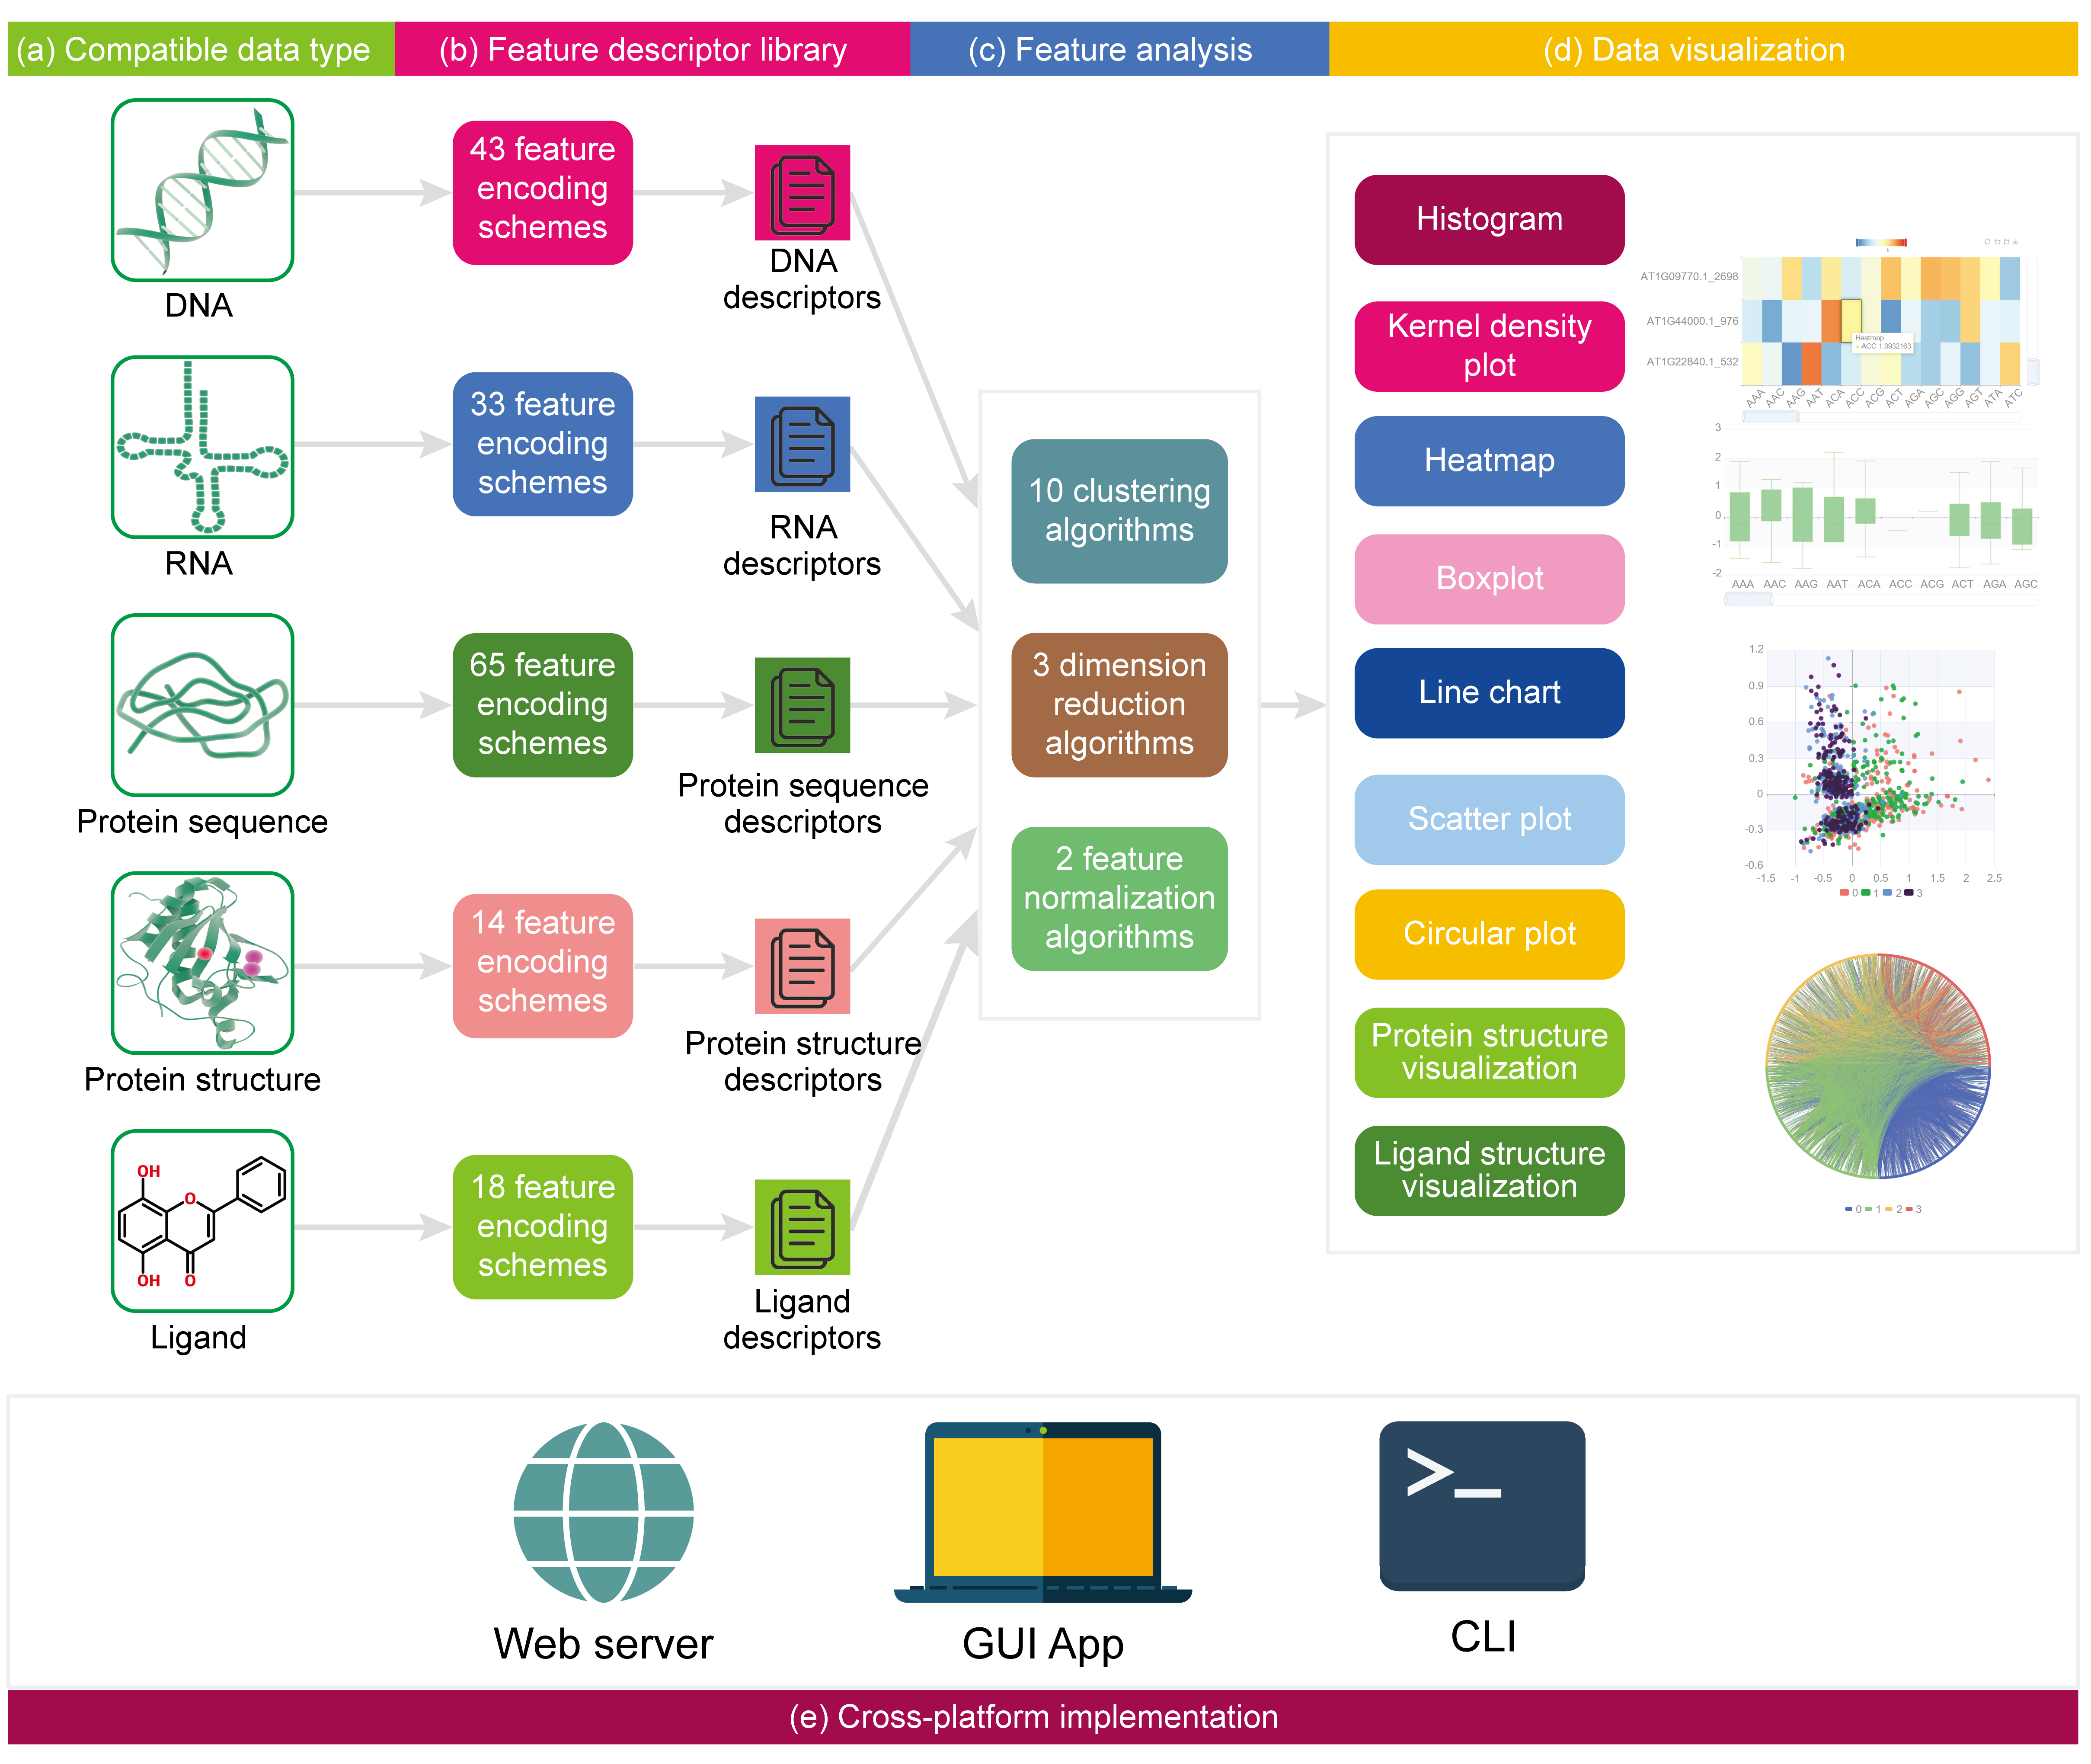 (a) Compatible data type
(b) Feature descriptor library
(c) Feature analysis
(d) Data visualization
DNA
43 feature
encoding
schemes
DNA
descriptors
RNA
33 feature
encoding
schemes
RNA
descriptors
Protein sequence
65 feature
encoding
schemes
Protein sequence
descriptors
Protein structure
14 feature
encoding
schemes
Protein structure
descriptors
OH
O
OH
O
Ligand
18 feature
encoding
schemes
Ligand
descriptors
10 clustering
algorithms
3 dimension
reduction
algorithms
2 feature
normalization
algorithms
Histogram
Kernel density
plot
Heatmap
Boxplot
Line chart
Scatter plot
Circular plot
Protein structure
visualization
Ligand structure
visualization
AT1G09770.1_2698
AT1G44000.1_976
AT1G22840.1_532
Heatmap
ACC 1.0932163
AAA AAC AAG AAT ACA ACC ACG ACT AGA AGC AGG AGT ATA ATC
3
2
1
0
-1
-2
AAA AAC AAG AAT ACA ACC ACG ACT AGA AGC
1.2
0.9
0.6
0.3
0
-0.3
-0.6
-1.5 -1 -0.5 0 0.5 1 1.5 2 2.5
0 1 2 3
0 1 2 3
>_
Web server
GUI App
CLI
(e) Cross-platform implementation